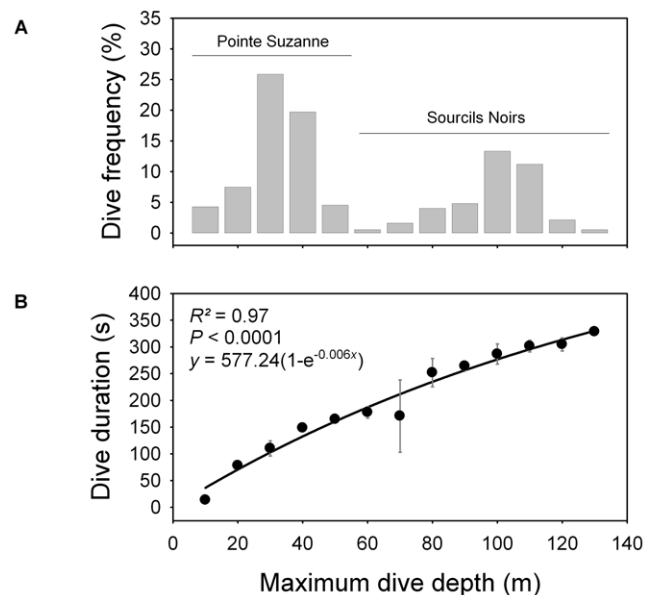 A
Dive frequency (%)
35
30
25
20
15
10
5
0
Pointe Suzanne
Sourcils Noirs
B
Dive duration (s)
400
350
300
250
200
150
100
50
0
R² = 0.97
P < 0.0001
y = 577.24(1-e^-0.006x)
0 20 40 60 80 100 120 140
Maximum dive depth (m)